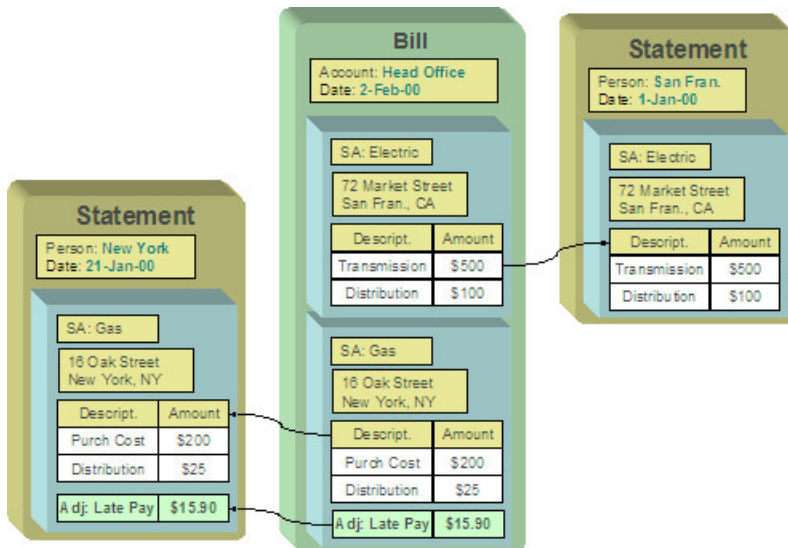 Bill
Account: Head Office
Date: 2-Feb-00
SA: Electric
72 Market Street
San Fran., CA
Descript. Amount
Transmission $500
Distribution $100
SA: Gas
16 Oak Street
New York, NY
Descript. Amount
Purch Cost $200
Distribution $25
Adj: Late Pay $15.90
Statement
Person: San Fran.
Date: 1-Jan-00
SA: Electric
72 Market Street
San Fran., CA
Descript. Amount
Transmission $500
Distribution $100
Statement
Person: New York
Date: 21-Jan-00
SA: Gas
16 Oak Street
New York, NY
Descript. Amount
Purch Cost $200
Distribution $25
Adj: Late Pay $15.90